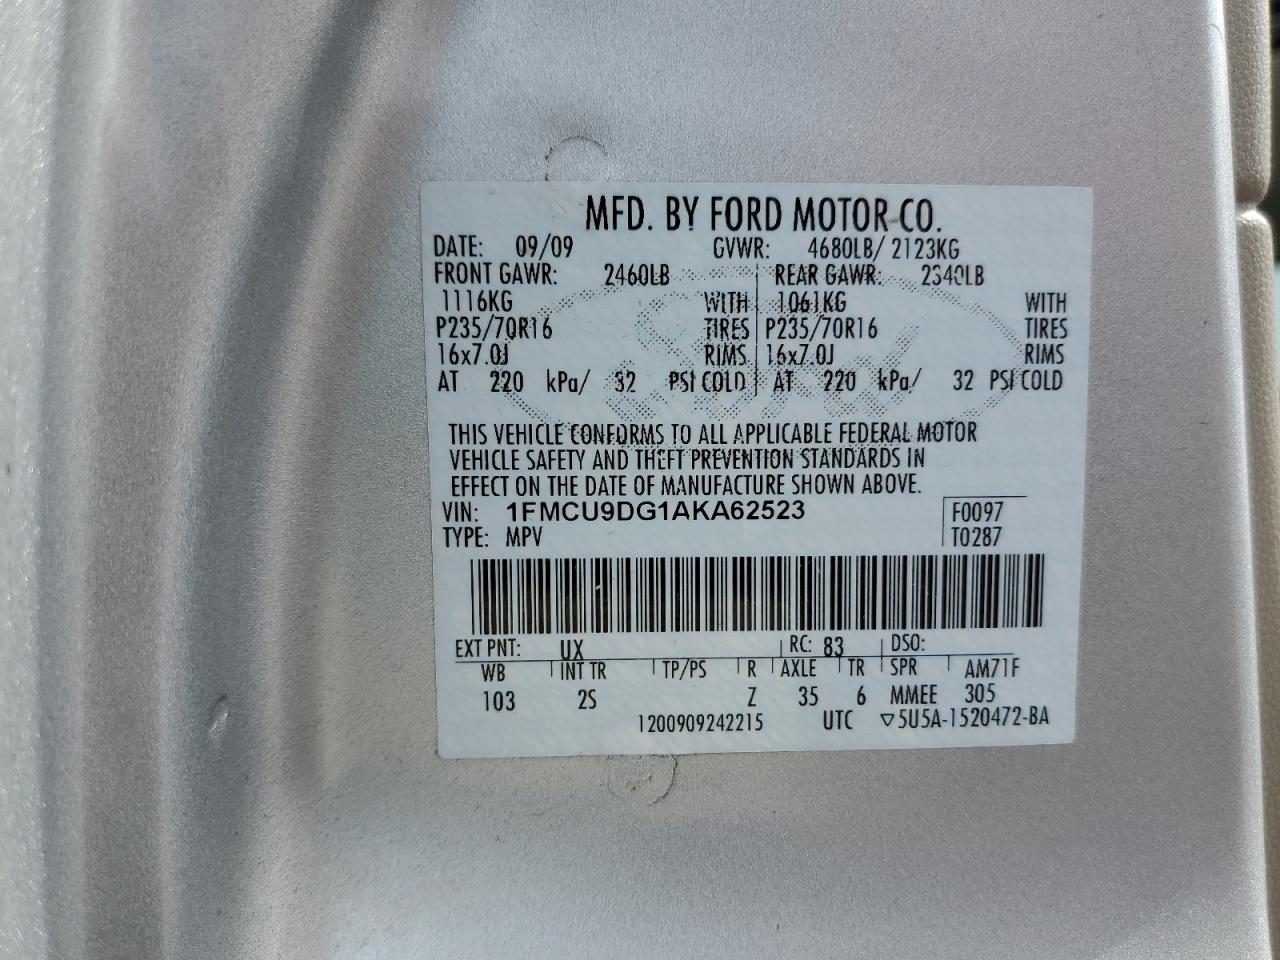 MFD. BY FORD MOTOR CO.
DATE: 09/09 GVWR: 4680LB/ 2123KG
FRONT GAWR: 2460LB REAR GAWR: 2340LB
1116KG WITH 1061KG WITH
P235/70R16 TIRES P235/70R16 TIRES
16x7.0J RIMS 16x7.0J RIMS
AT 220 kPa/ 32 PSI COLD AT 220 kPa/ 32 PSI COLD
THIS VEHICLE CONFORMS TO ALL APPLICABLE FEDERAL MOTOR
VEHICLE SAFETY AND THEFT PREVENTION STANDARDS IN
EFFECT ON THE DATE OF MANUFACTURE SHOWN ABOVE.
VIN: 1FMCU9DG1AKA62523 F0097
TYPE: MPV T0287
EXT PNT: UX RC: 83 DSO:
WB INT TR TP/PS R AXLE TR SPR AM71F
103 2S Z 35 6 MMEE 305
1200909242215 UTC ▽5U5A-1520472-BA